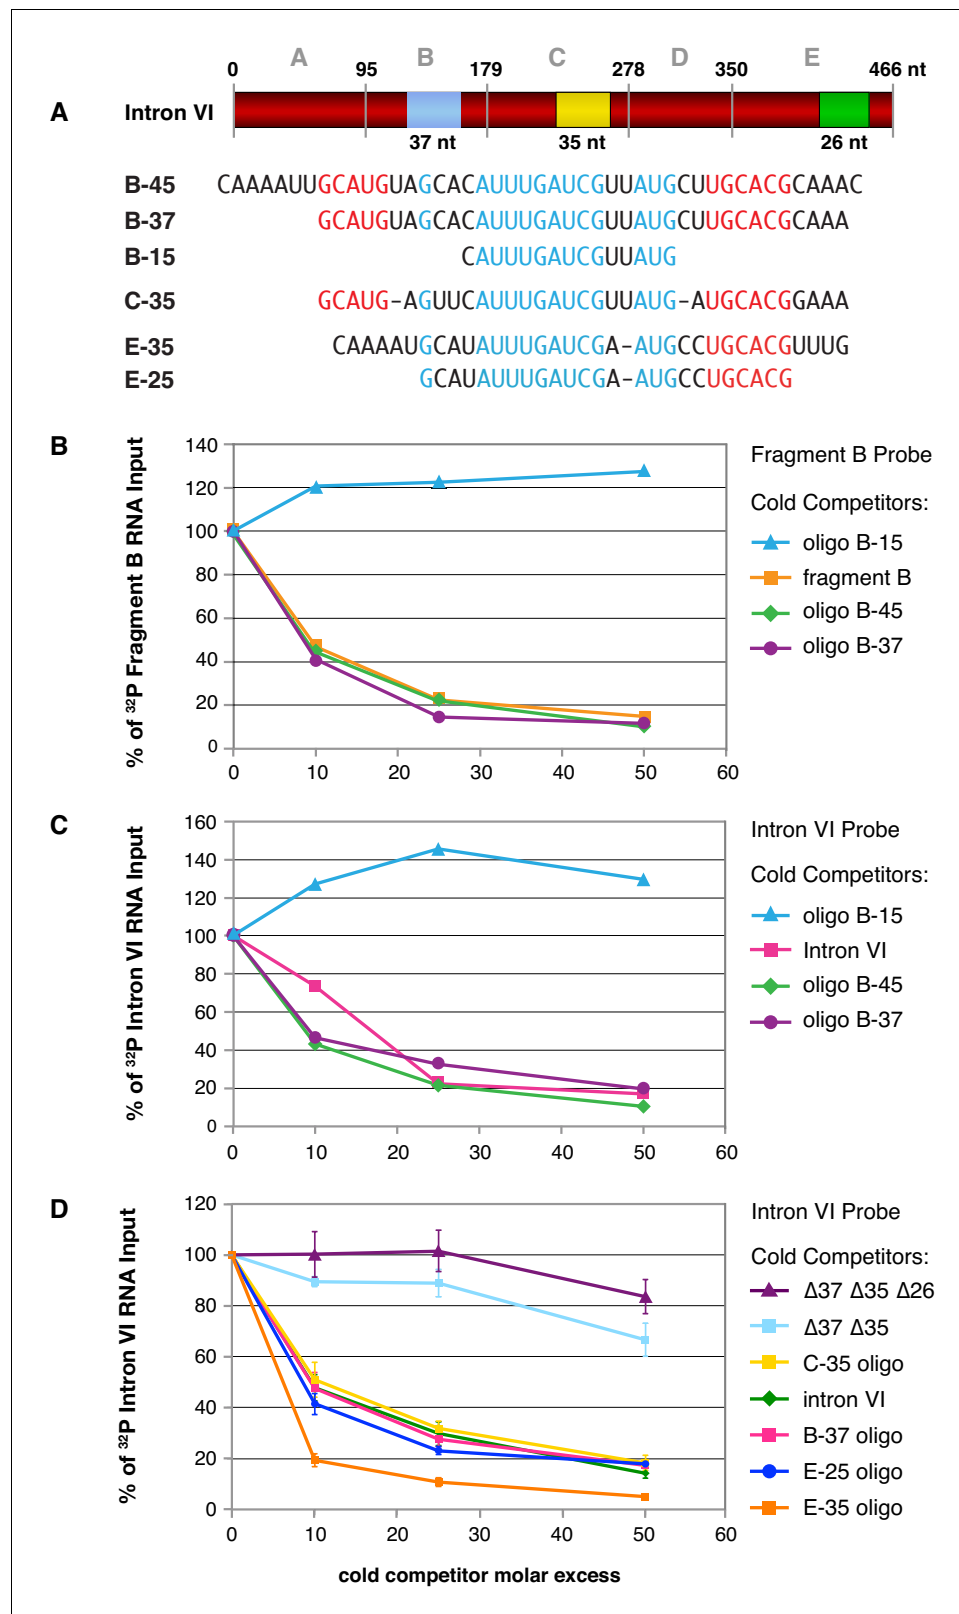 A B C D E
0 95 179 278 350 466 nt
A Intron VI
37 nt 35 nt 26 nt
B-45 CAAAAUUGCAUGUAGCACAUUUGAUCGUUAUGCUUGCACGCAAAC
B-37 GCAUGUAGCACAUUUGAUCGUUAUGCUUGCACGCAAA
B-15 CAUUUGAUCGUUAUG
C-35 GCAUG-AGUUCAUUUGAUCGUUAUG-AUGCACGGAAA
E-35 CAAAAUGCAUAUUUGAUCGA-AUGCCUGCACGUUUG
E-25 GCAUAUUUGAUCGA-AUGCCUGCACG
B
% of ³²P Fragment B RNA Input
140
120
100
80
60
40
20
0
0 10 20 30 40 50 60
Fragment B Probe
Cold Competitors:
oligo B-15
fragment B
oligo B-45
oligo B-37
C
% of ³²P Intron VI RNA Input
160
140
120
100
80
60
40
20
0
0 10 20 30 40 50 60
Intron VI Probe
Cold Competitors:
oligo B-15
Intron VI
oligo B-45
oligo B-37
D
% of ³²P Intron VI RNA Input
120
100
80
60
40
20
0
0 10 20 30 40 50 60
cold competitor molar excess
Intron VI Probe
Cold Competitors:
Δ37 Δ35 Δ26
Δ37 Δ35
C-35 oligo
intron VI
B-37 oligo
E-25 oligo
E-35 oligo